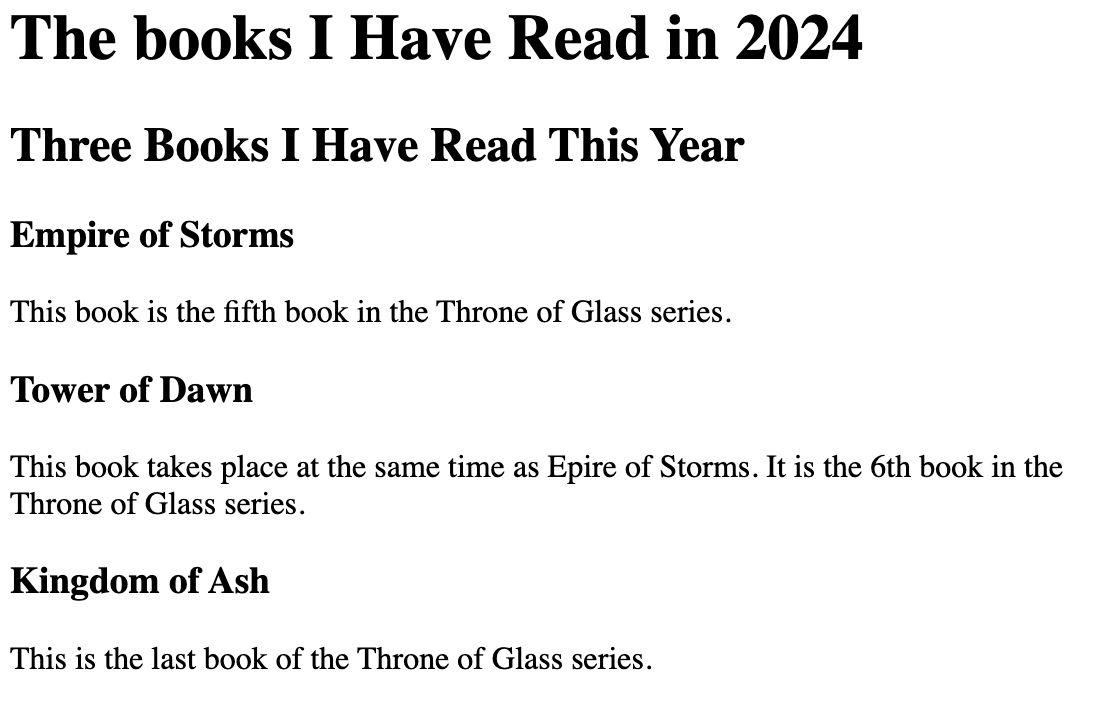 The books I Have Read in 2024
Three Books I Have Read This Year
Empire of Storms
This book is the fifth book in the Throne of Glass series.
Tower of Dawn
This book takes place at the same time as Epire of Storms. It is the 6th book in the
Throne of Glass series.
Kingdom of Ash
This is the last book of the Throne of Glass series.